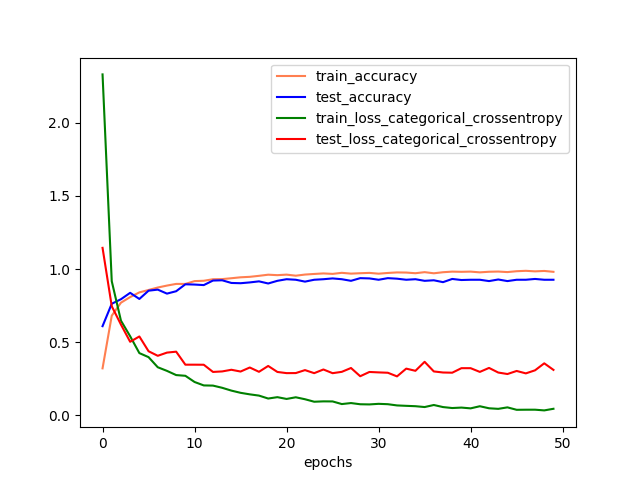 train_accuracy
test_accuracy
train_loss_categorical_crossentropy
test_loss_categorical_crossentropy
2.0
1.5
1.0
0.5
0.0
0 10 20 30 40 50
epochs